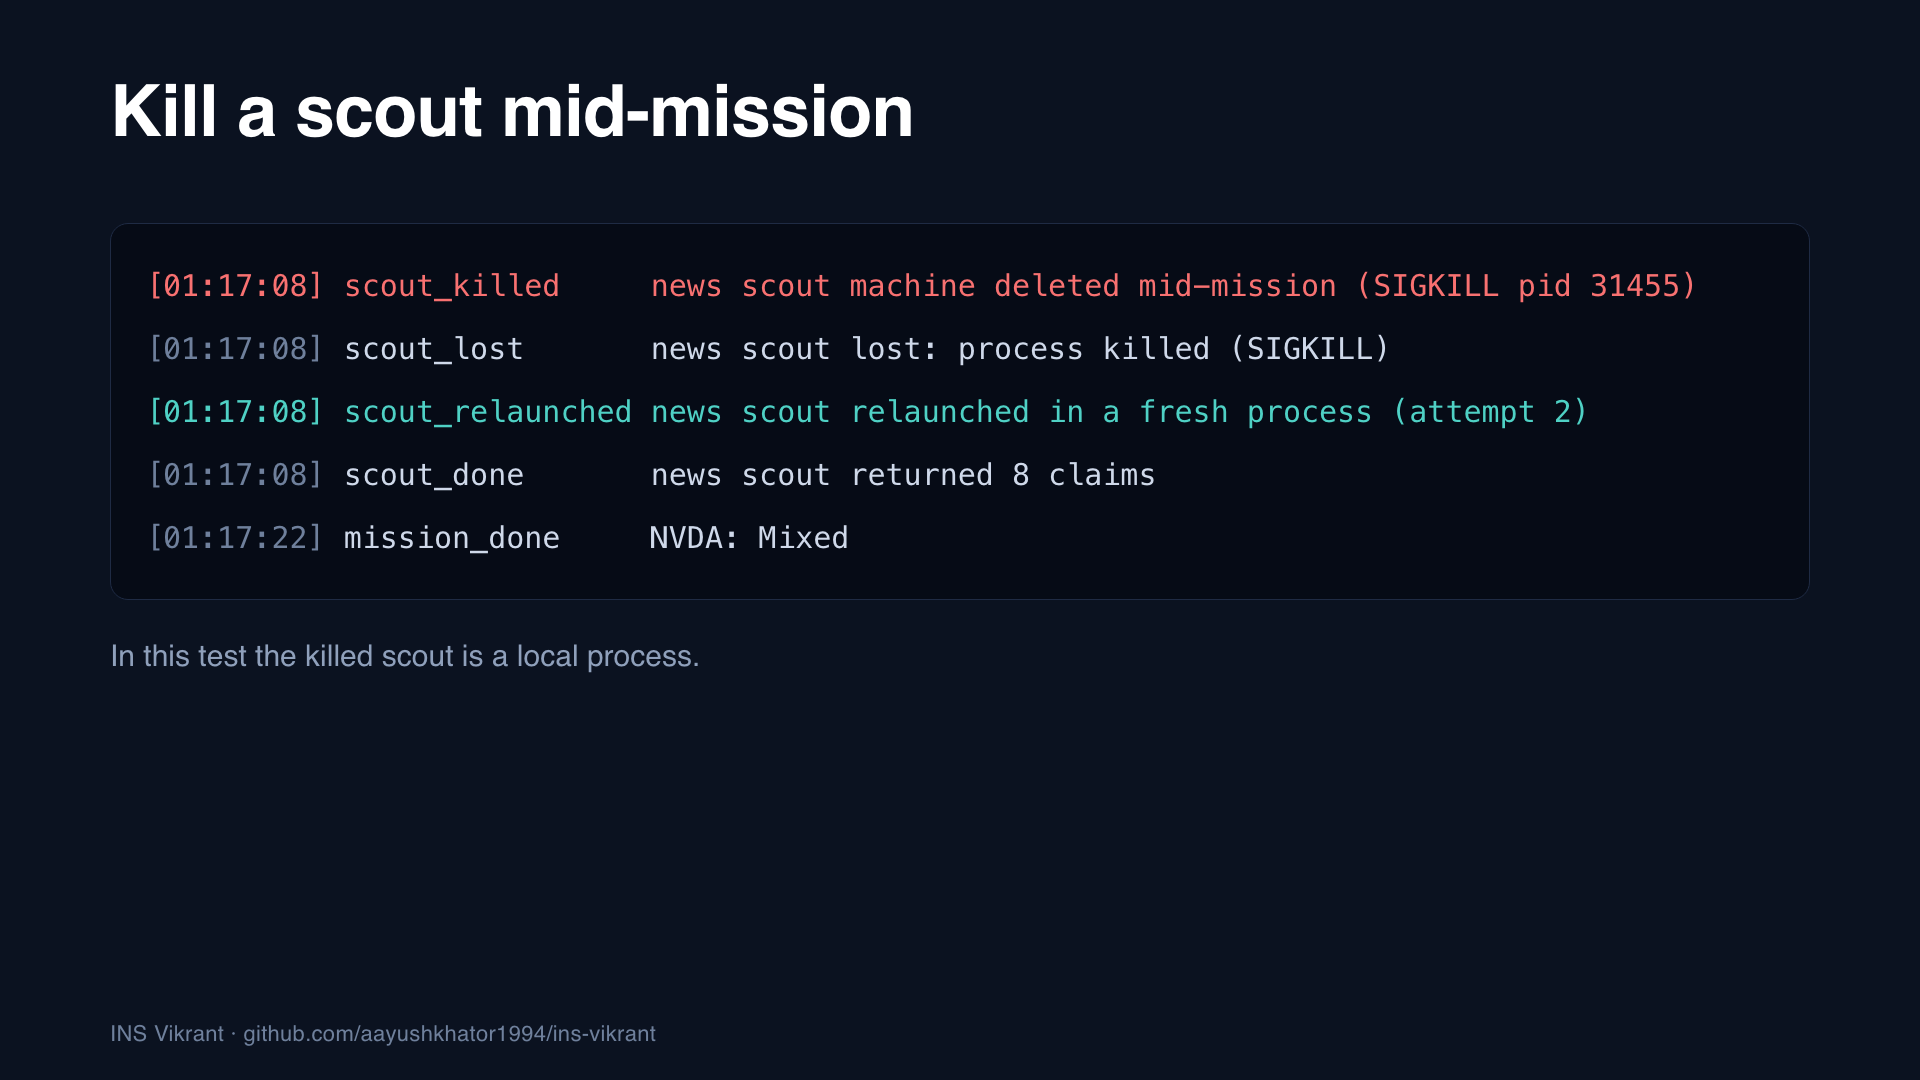 Kill a scout mid-mission
[01:17:08] scout_killed     news scout machine deleted mid-mission (SIGKILL pid 31455)
[01:17:08] scout_lost       news scout lost: process killed (SIGKILL)
[01:17:08] scout_relaunched news scout relaunched in a fresh process (attempt 2)
[01:17:08] scout_done       news scout returned 8 claims
[01:17:22] mission_done     NVDA: Mixed
In this test the killed scout is a local process.
INS Vikrant · github.com/aayushkhator1994/ins-vikrant